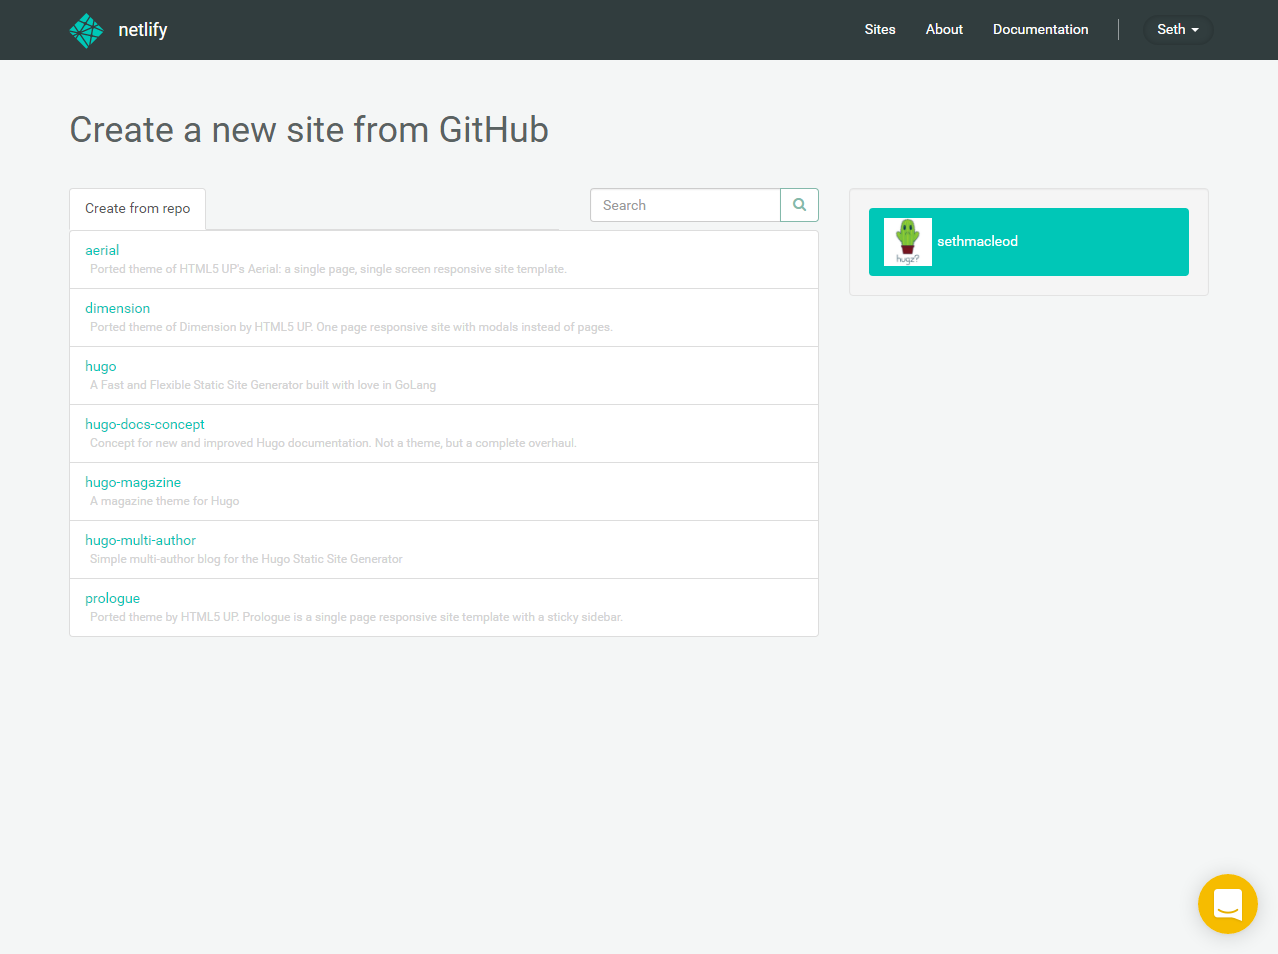 netlify
Sites About Documentation Seth
Create a new site from GitHub
Create from repo
Search
aerial
Ported theme of HTML5 UP's Aerial: a single page, single screen responsive site template.
dimension
Ported theme of Dimension by HTML5 UP. One page responsive site with modals instead of pages.
hugo
A Fast and Flexible Static Site Generator built with love in GoLang
hugo-docs-concept
Concept for new and improved Hugo documentation. Not a theme, but a complete overhaul.
hugo-magazine
A magazine theme for Hugo
hugo-multi-author
Simple multi-author blog for the Hugo Static Site Generator
prologue
Ported theme by HTML5 UP. Prologue is a single page responsive site template with a sticky sidebar.
hugz?
sethmacleod